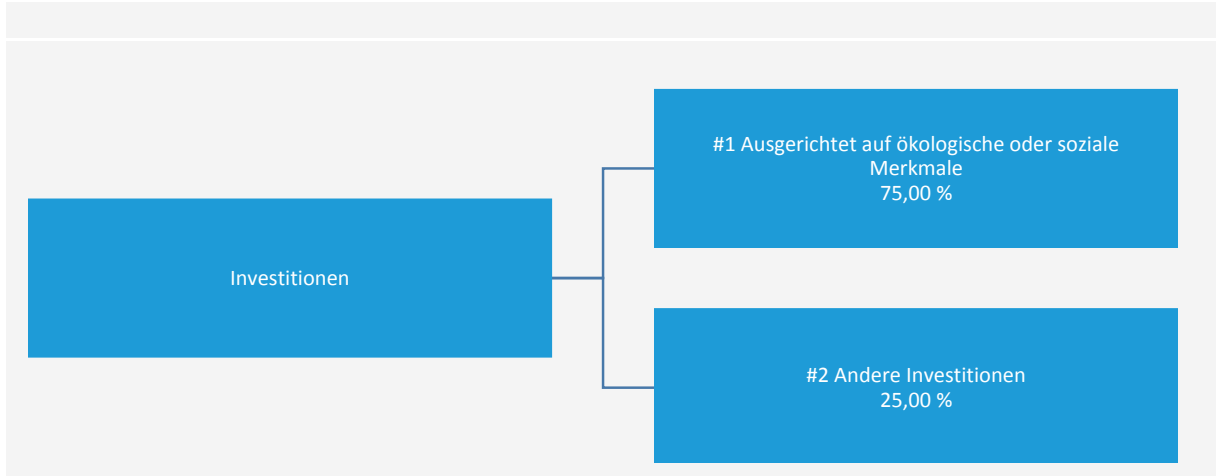 #1 Ausgerichtet auf ökologische oder soziale
Merkmale
75,00 %
Investitionen
#2 Andere Investitionen
25,00 %